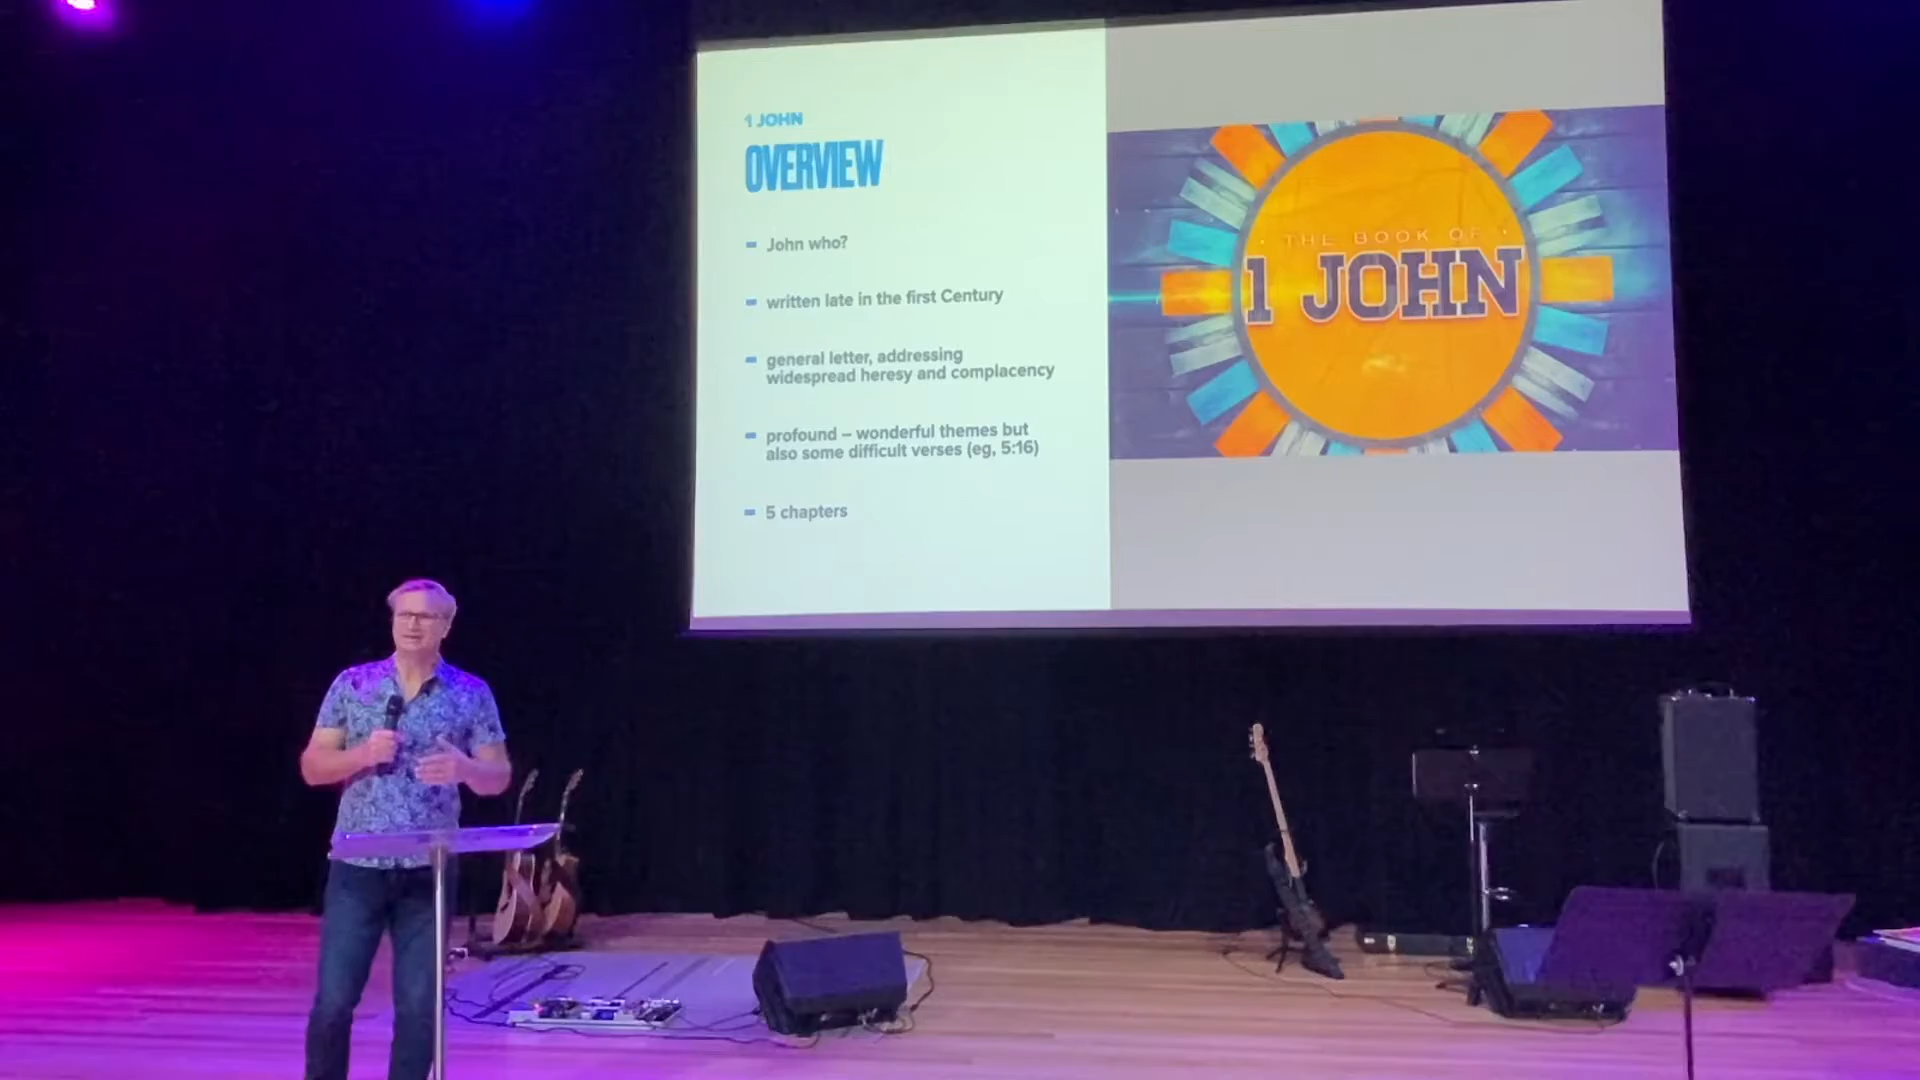 1 JOHN
OVERVIEW
John who?
written late in the first Century
general letter, addressing
widespread heresy and complacency
profound – wonderful themes but
also some difficult verses (eg, 5:16)
5 chapters
• THE BOOK OF •
1 JOHN